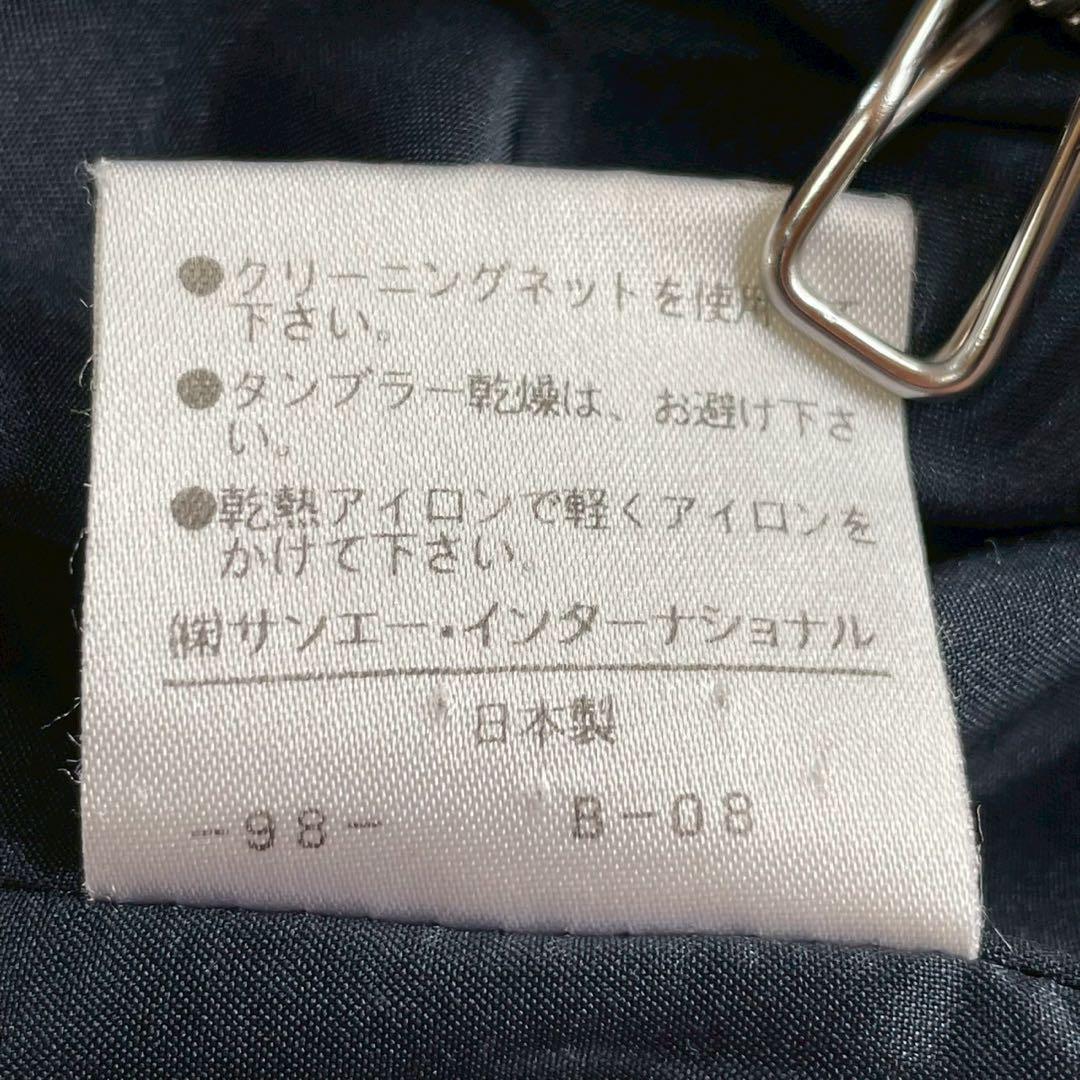 ●クリーニングネットを使用して
下さい。
●タンブラー乾燥は、お避け下さ
い。
●乾熱アイロンで軽くアイロンを
かけて下さい。
㈱サンエー・インターナショナル
日本製
-98- B-08